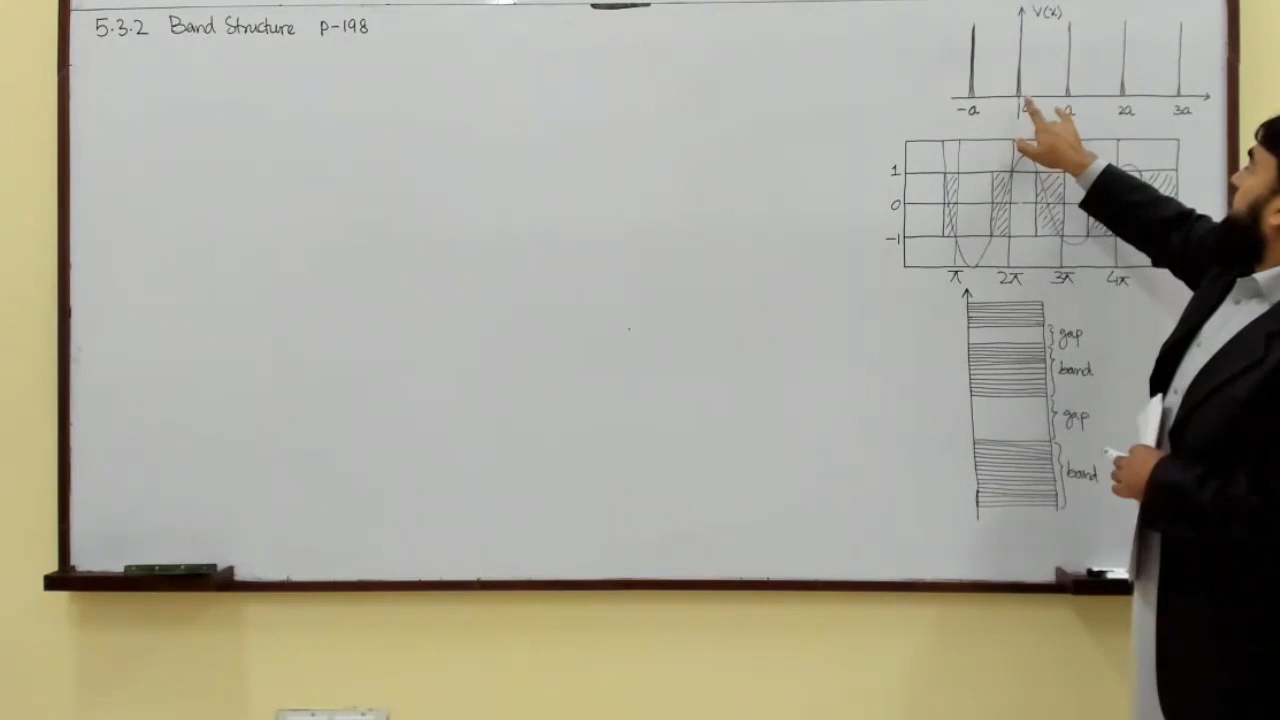 5.3.2 Band Structure P-198
V(x)
-a a 2a 3a
1
0
-1
π 2π 3π 4π
gap
band
gap
band